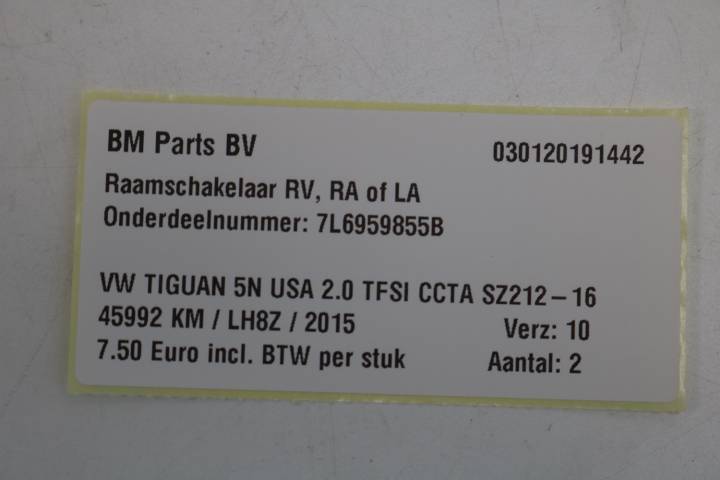 BM Parts BV 030120191442
Raamschakelaar RV, RA of LA
Onderdeelnummer: 7L6959855B
VW TIGUAN 5N USA 2.0 TFSI CCTA SZ212-16
45992 KM / LH8Z / 2015 Verz: 10
7.50 Euro incl. BTW per stuk Aantal: 2